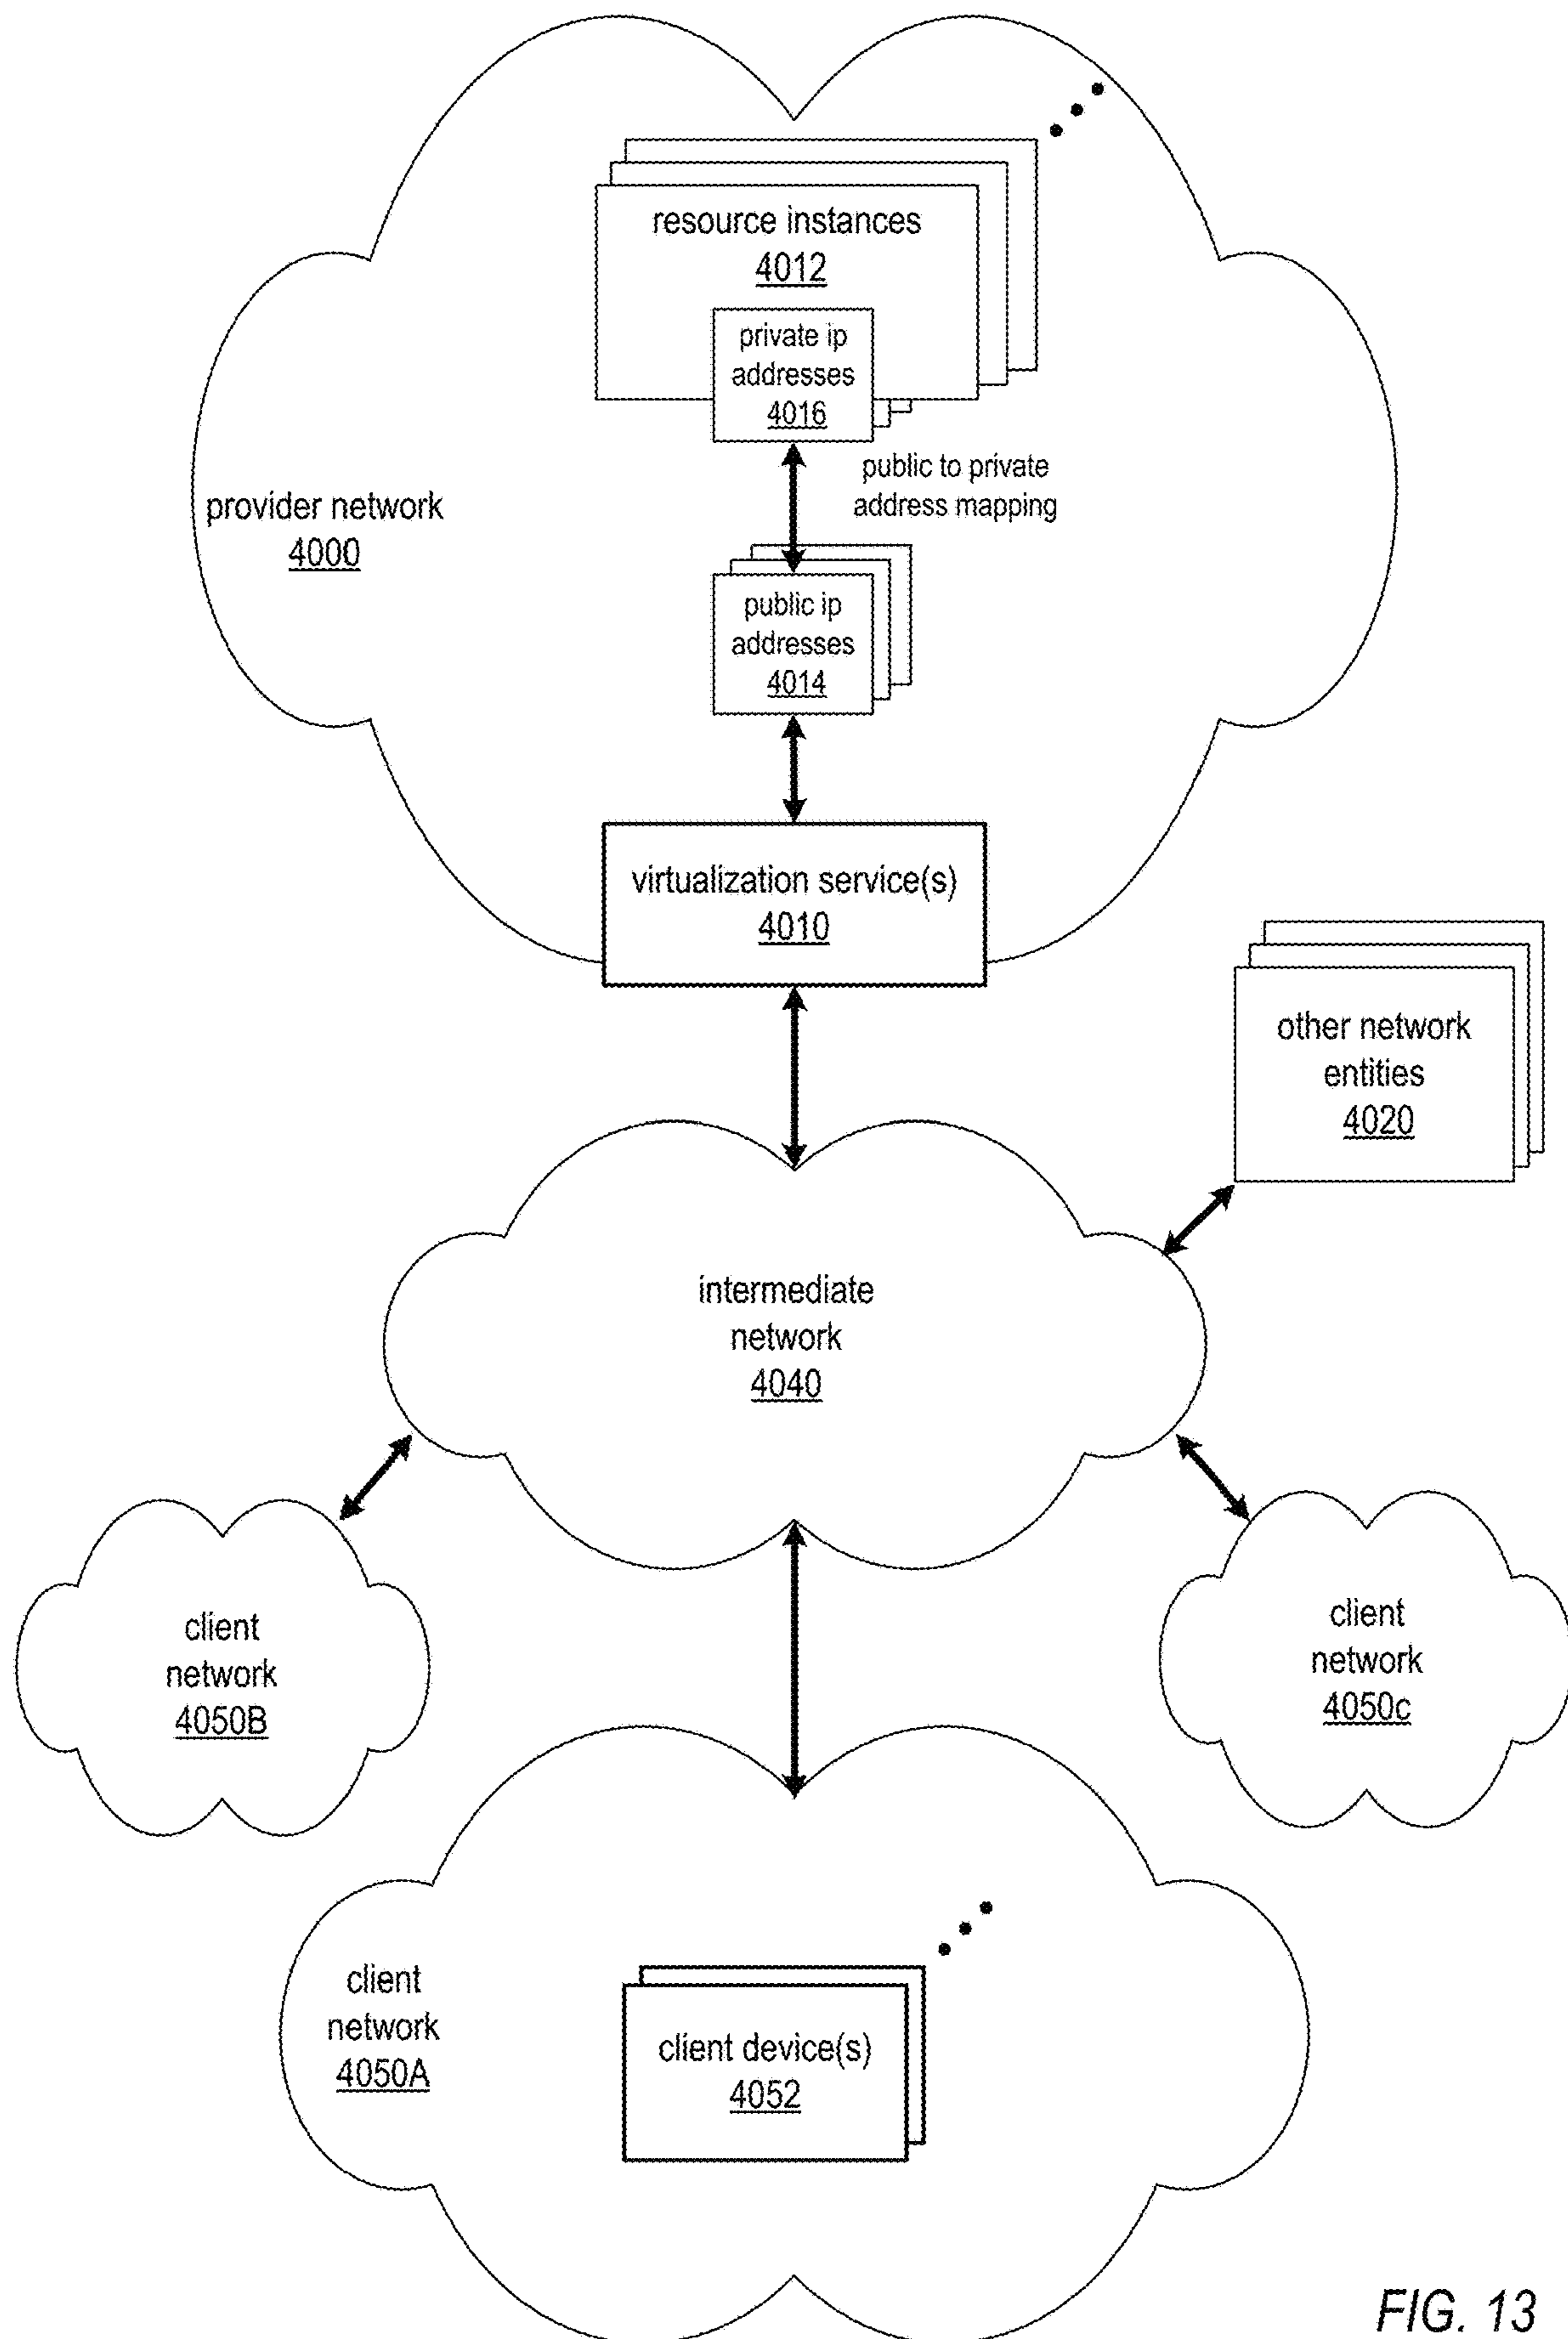 resource instances
4012
private ip
addresses
4016
public to private
address mapping
provider network
4000
public ip
addresses
4014
virtualization service(s)
4010
other network
entities
4020
intermediate
network
4040
client
network
4050B
client
network
4050c
client
network
4050A
client device(s)
4052
FIG. 13